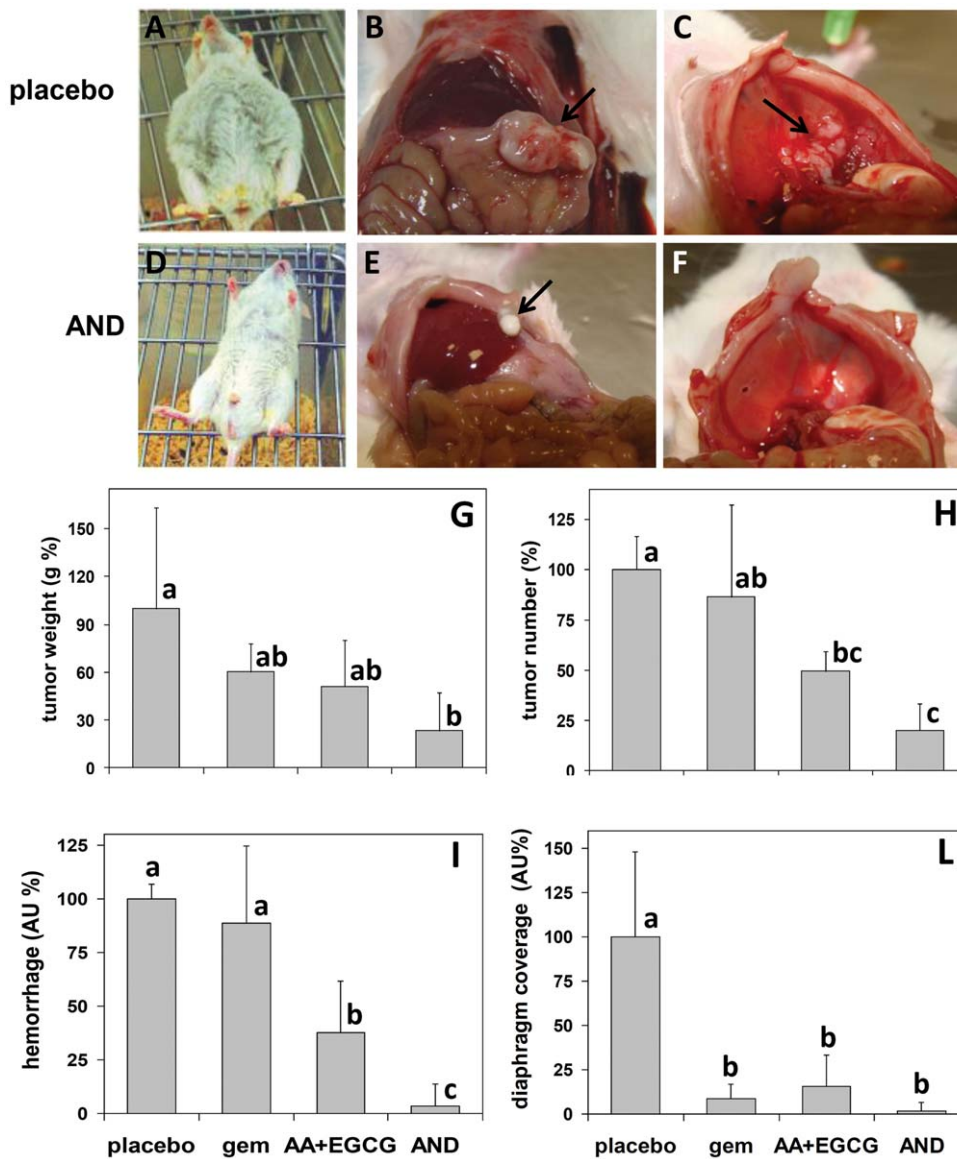 A
B
C
placebo
D
E
F
AND
G
tumor weight (g %)
150
120
90
60
30
0
a
ab
ab
b
H
tumor number (%)
125
100
75
50
25
0
a
ab
bc
c
I
hemorrhage (AU %)
125
100
75
50
25
0
a
a
b
c
placebo gem AA+EGCG AND
L
diaphragm coverage (AU%)
150
125
100
75
50
25
0
a
b
b
b
placebo gem AA+EGCG AND